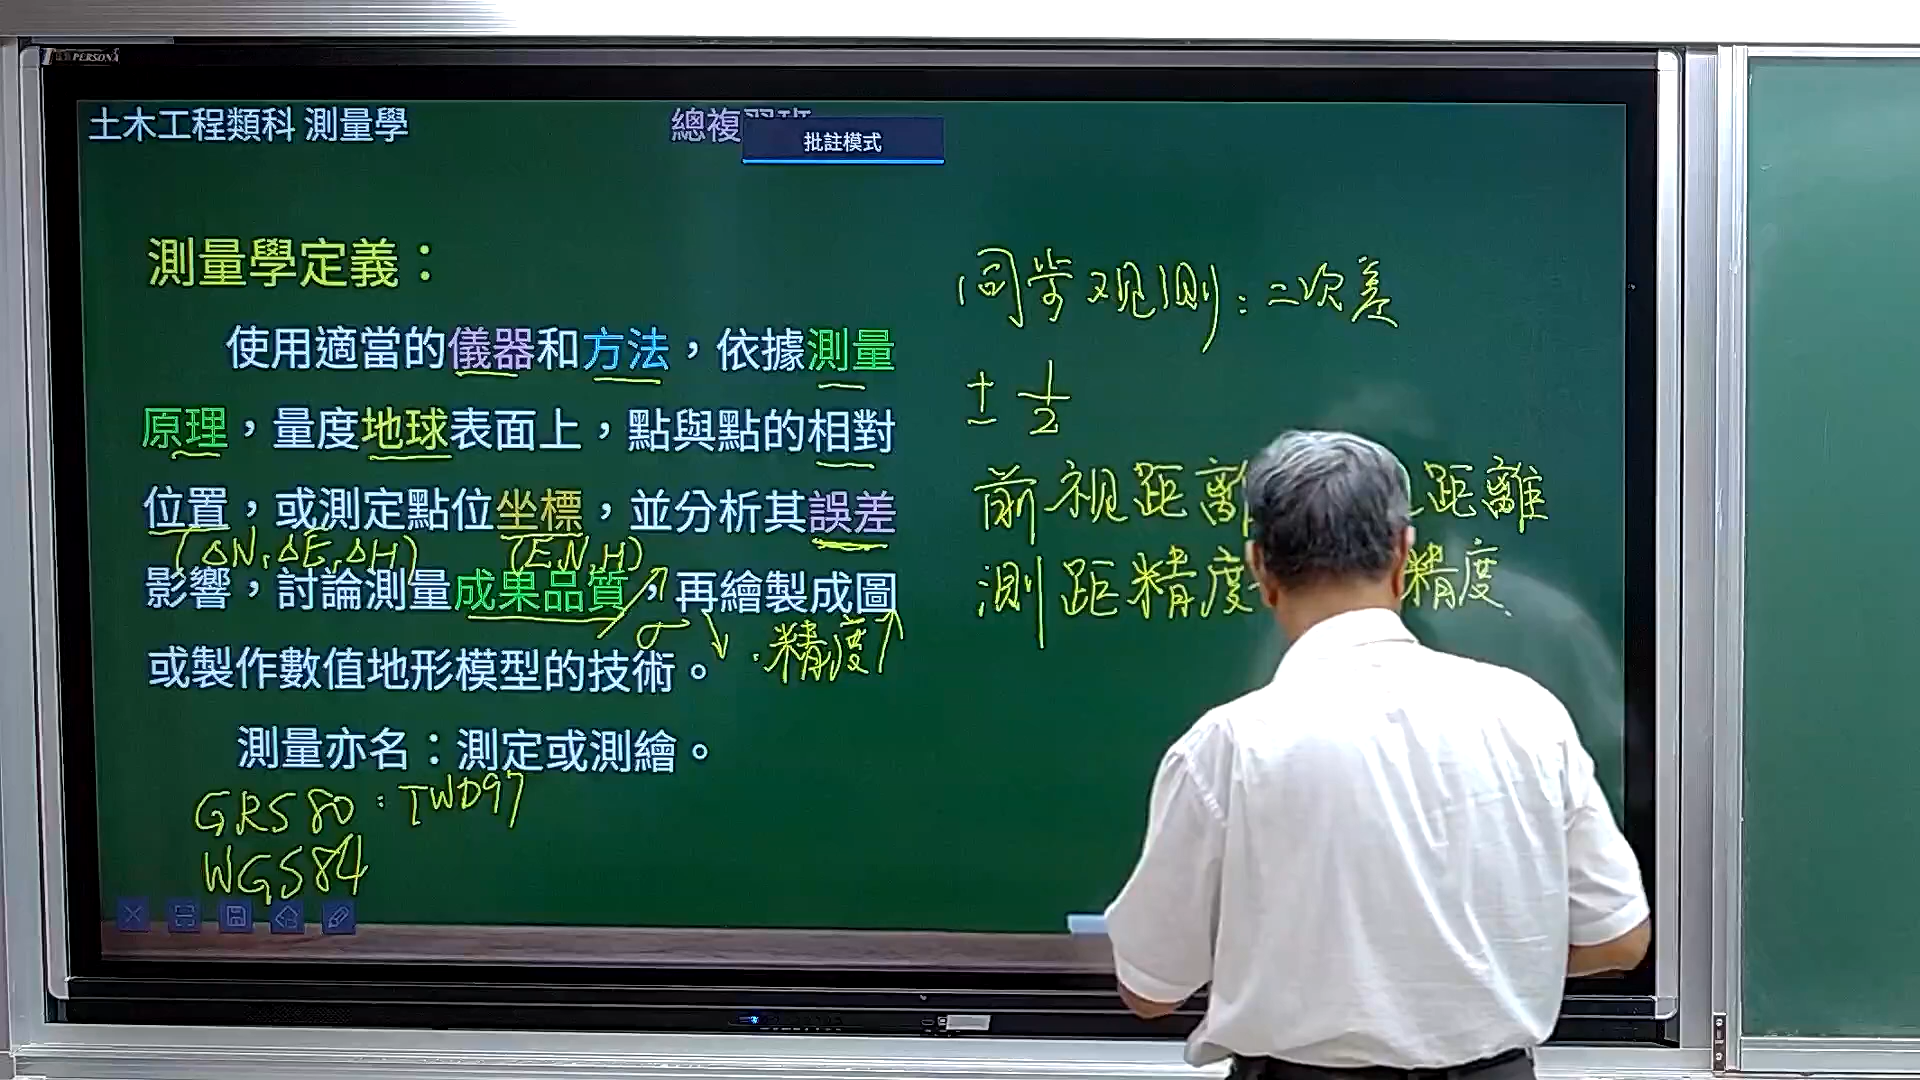 土木工程類科 測量學
總複習班
批註模式
測量學定義：
使用適當的儀器和方法，依據測量
原理，量度地球表面上，點與點的相對
位置，或測定點位坐標，並分析其誤差
(ΔN,ΔE,ΔH) (E,N,H)
影響，討論測量成果品質，再繪製成圖
σ↘ 精度↑
或製作數值地形模型的技術。
測量亦名：測定或測繪。
GRS80：TWD97
WGS84
同步观測：二次差
± 1/2
前視距離 距離
測距精度 精度